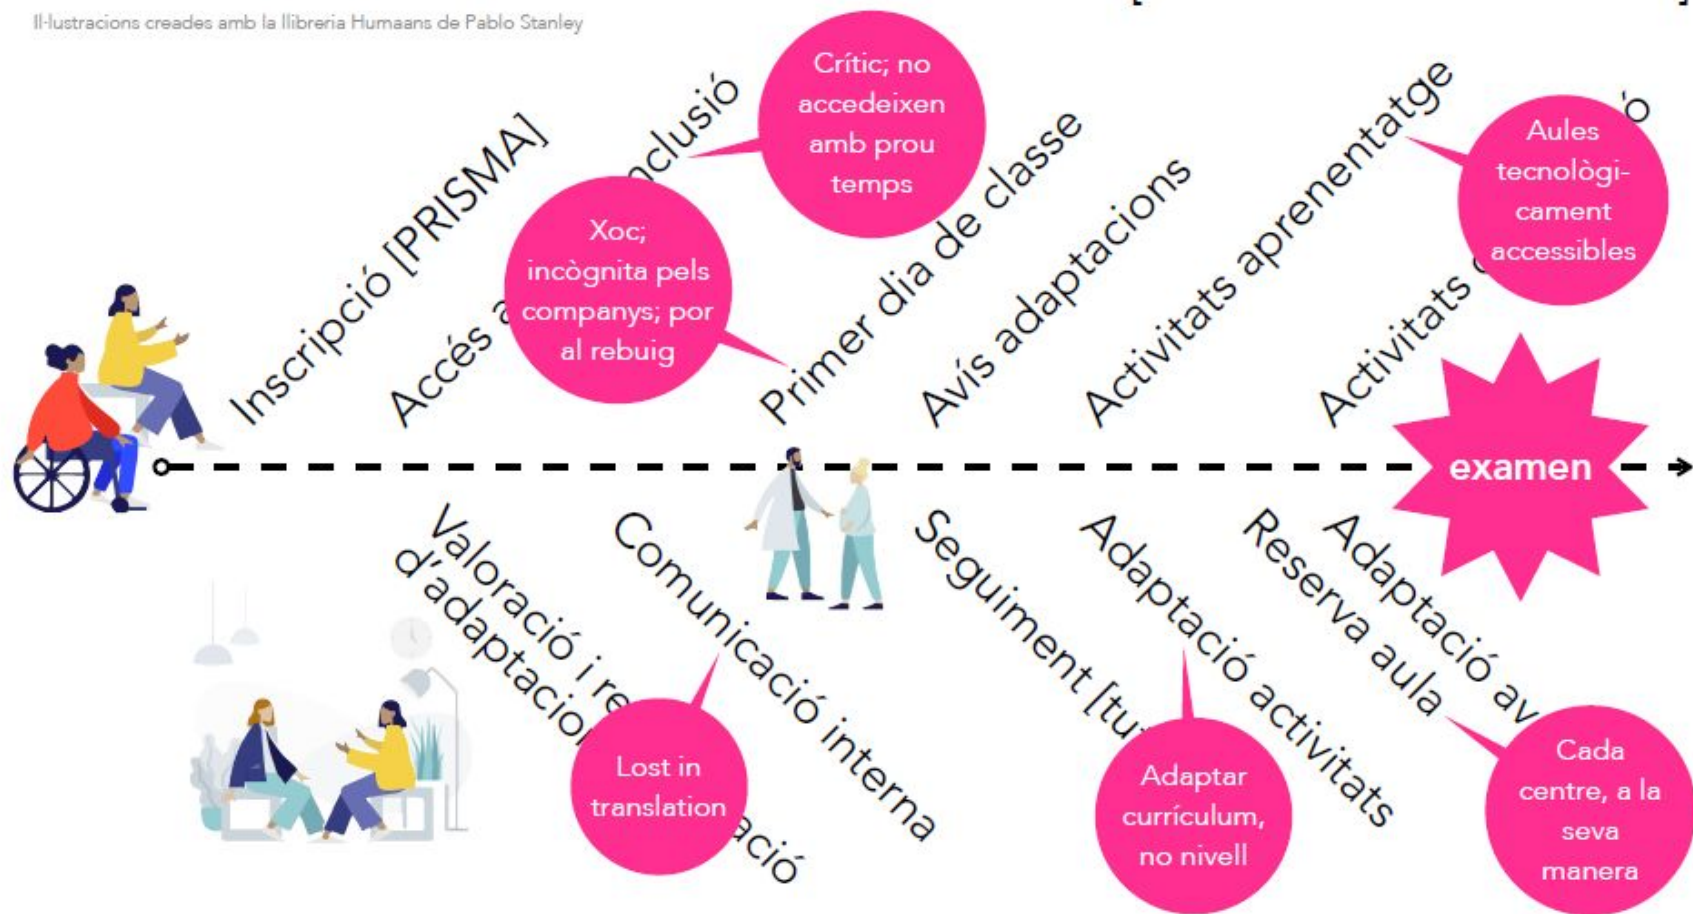 Il·lustracions creades amb la llibreria Humaans de Pablo Stanley
[ ]
Inscripció [PRISMA]
Accés a nclusió
Crític; no
accedeixen
amb prou
temps
Xoc;
incògnita pels
companys; por
al rebuig
Primer dia de classe
Avís adaptacions
Activitats aprenentatge
Activitats ó
Aules
tecnològi-
cament
accessibles
examen
Valoració i re ació
d'adaptacion
Comunicació interna
Lost in
translation
Seguiment [tu
Adaptació activitats
Adaptar
currículum,
no nivell
Reserva aula
Adaptació av
Cada
centre, a la
seva
manera